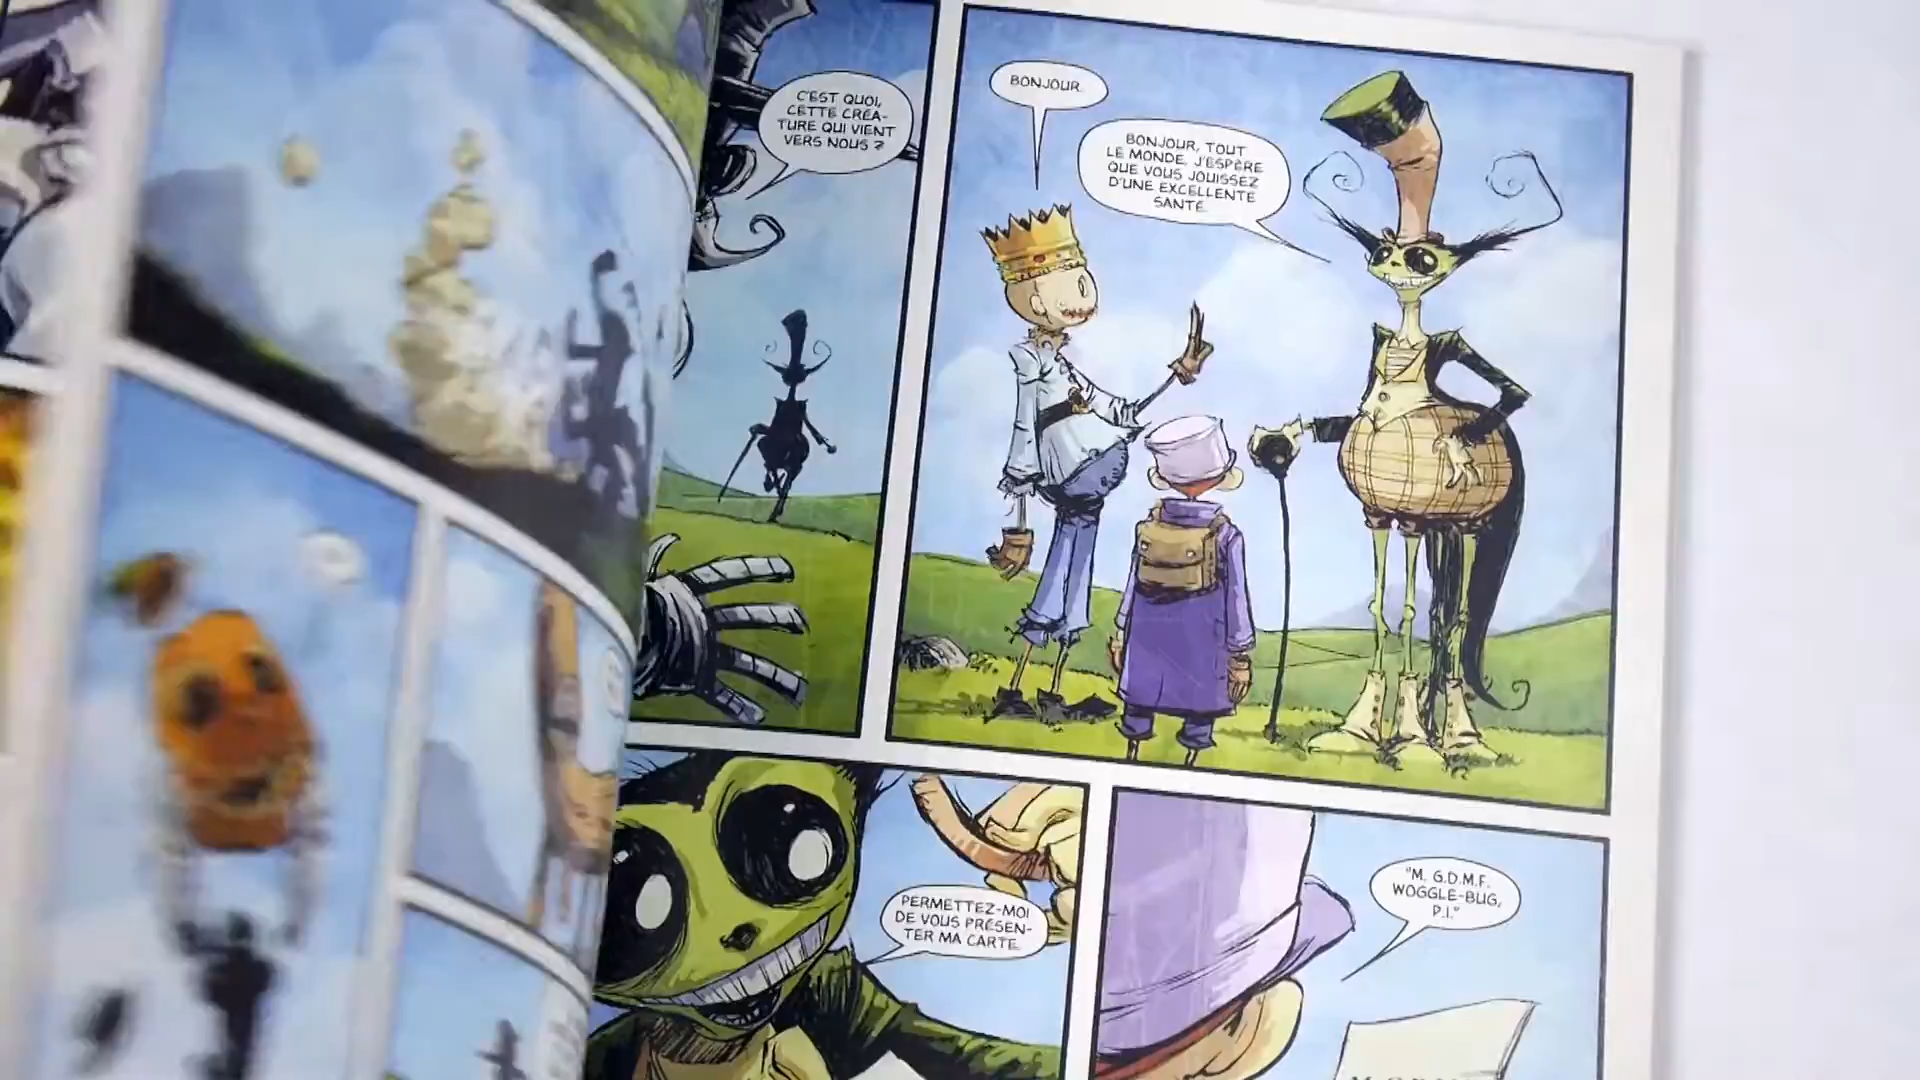 C'EST QUOI,
CETTE CRÉA-
TURE QUI VIENT
VERS NOUS ?
BONJOUR.
BONJOUR, TOUT
LE MONDE, J'ESPÈRE
QUE VOUS JOUISSEZ
D'UNE EXCELLENTE
SANTÉ.
PERMETTEZ-MOI
DE VOUS PRÉSEN-
TER MA CARTE.
"M. G.D.M.F.
WOGGLE-BUG,
P.I."